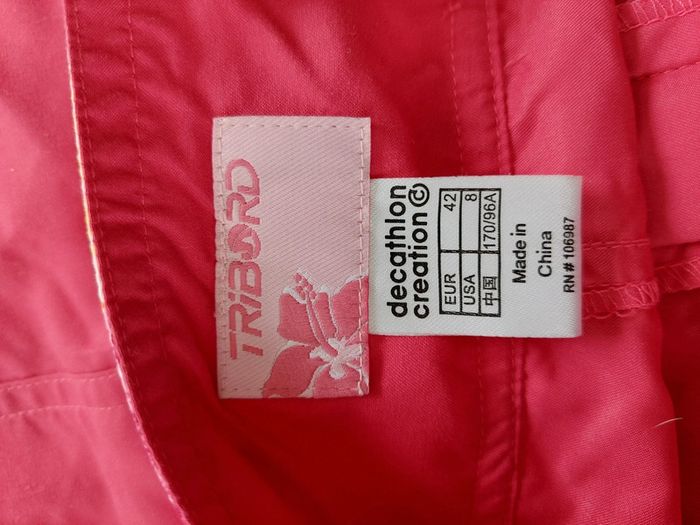 TRIBORD
decathlon
creation ©
EUR 42
USA 8
中国 170/96A
Made in
China
RN # 106987